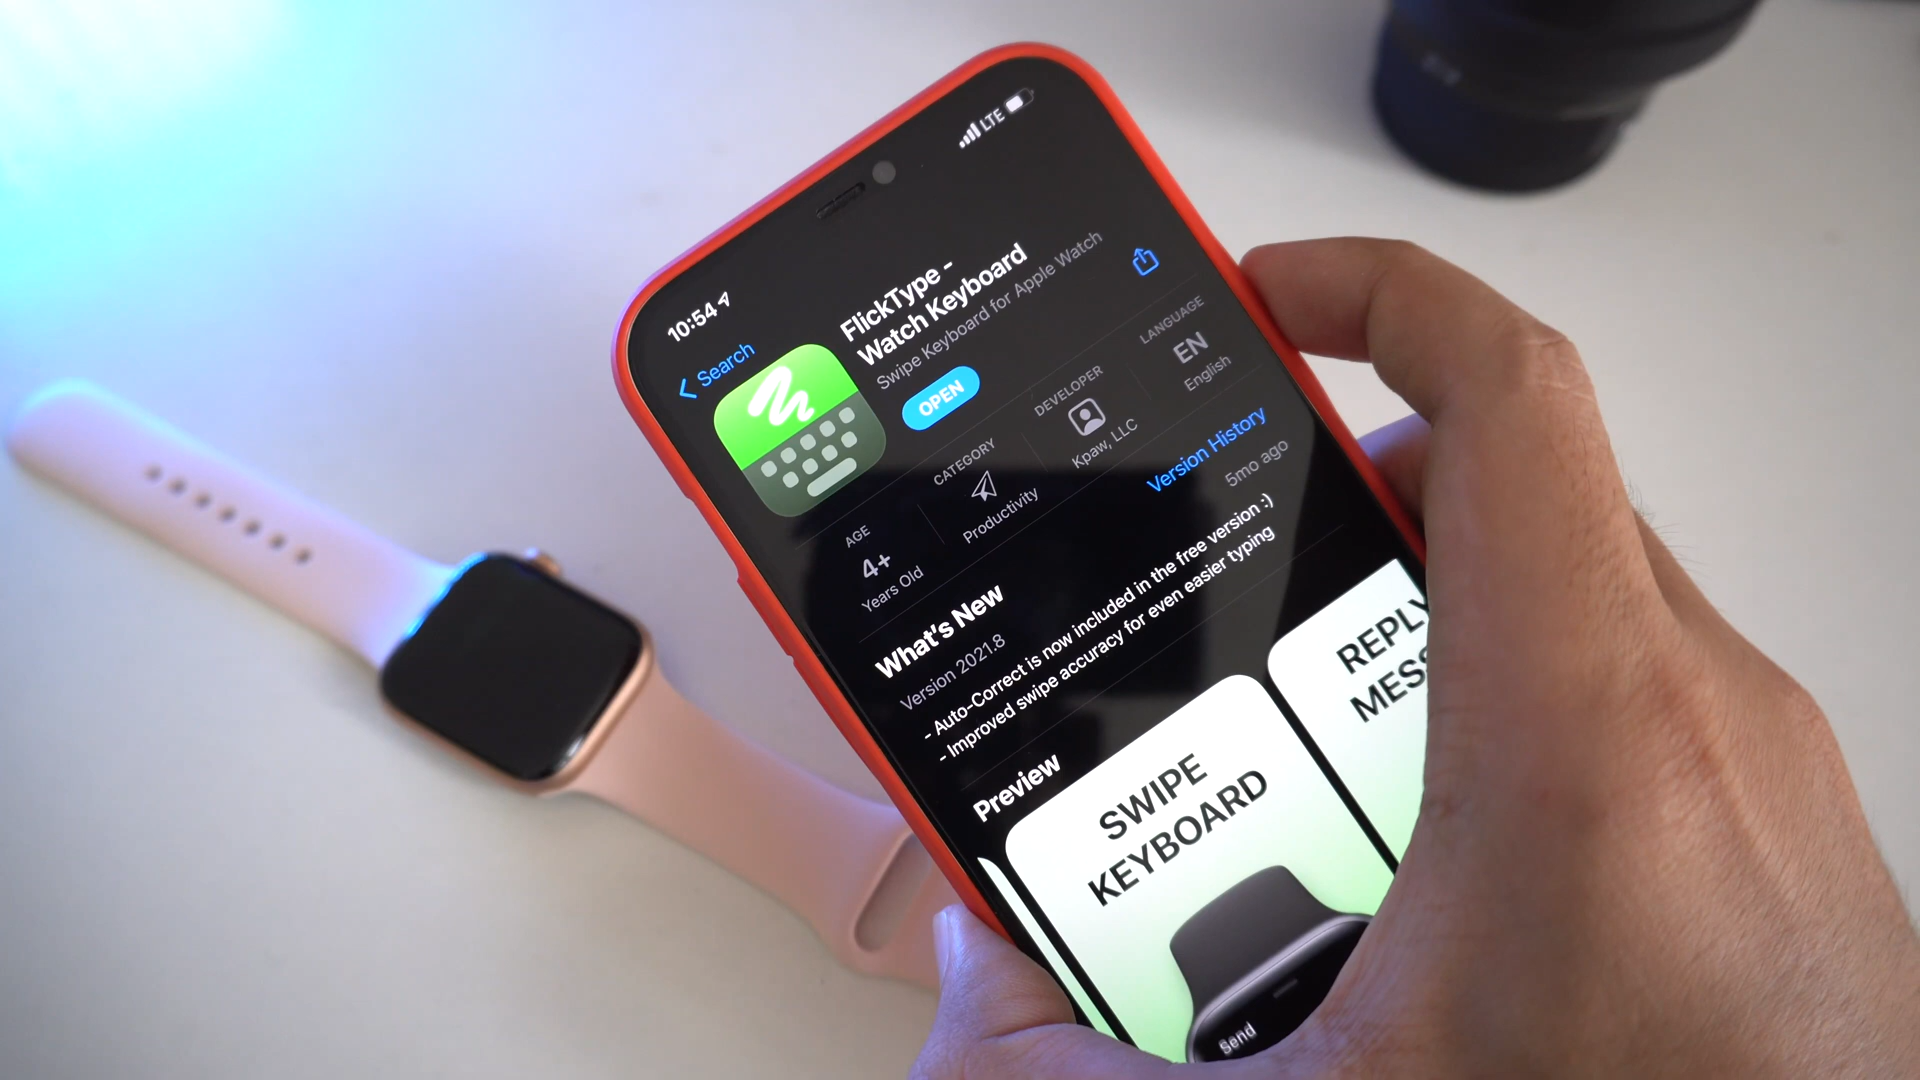 10:54
LTE
Search
FlickType -
Watch Keyboard
Swipe Keyboard for Apple Watch
OPEN
AGE
4+
Years Old
CATEGORY
Productivity
DEVELOPER
Kpaw, LLC
LANGUAGE
EN
English
What's New
Version History
Version 2021.8
5mo ago
- Auto-Correct is now included in the free version :)
- Improved swipe accuracy for even easier typing
Preview
SWIPE
KEYBOARD
Send
REPLY
MESS